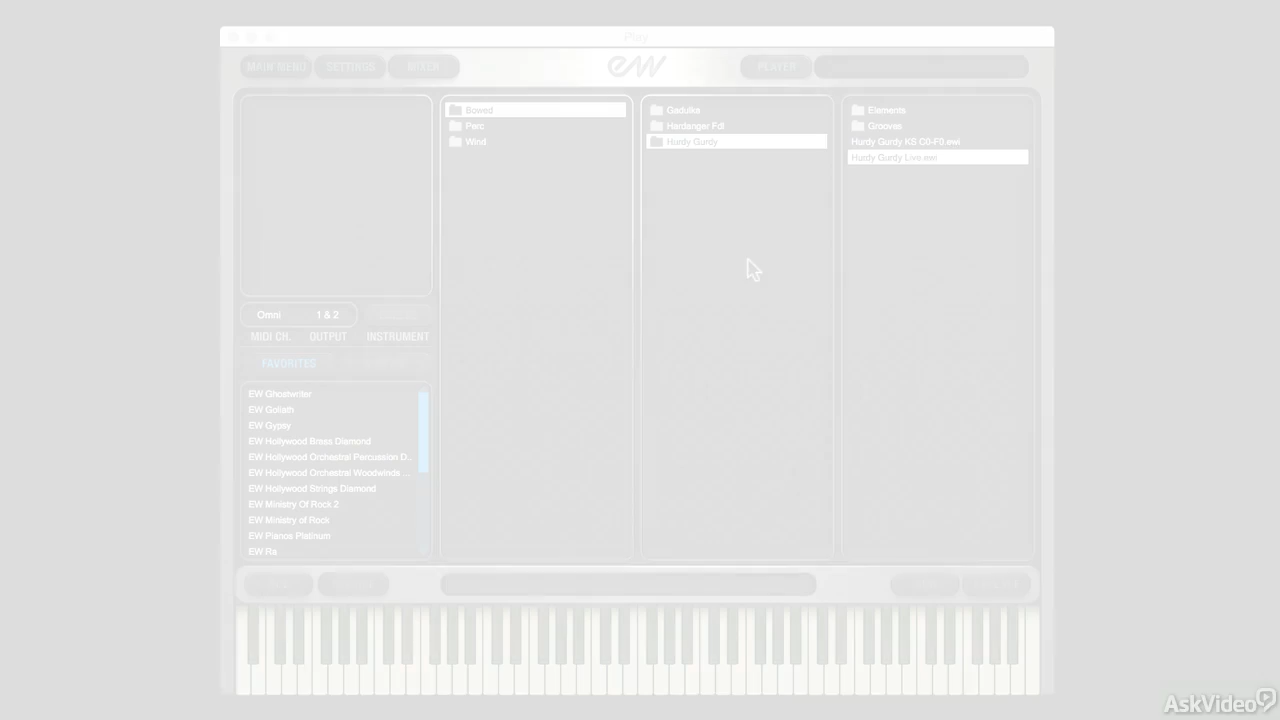 Play
MAIN MENU SETTINGS MIXER
ew
PLAYER
Bowed
Perc
Wind
Gadulka
Hardanger Fdl
Hurdy Gurdy
Elements
Grooves
Hurdy Gurdy KS C0-F0.ewi
Hurdy Gurdy Live.ewi
Omni 1 & 2
MIDI CH. OUTPUT INSTRUMENT
FAVORITES
EW Ghostwriter
EW Goliath
EW Gypsy
EW Hollywood Brass Diamond
EW Hollywood Orchestral Percussion D...
EW Hollywood Orchestral Woodwinds ...
EW Hollywood Strings Diamond
EW Ministry Of Rock 2
EW Ministry of Rock
EW Pianos Platinum
EW Ra
AskVideo